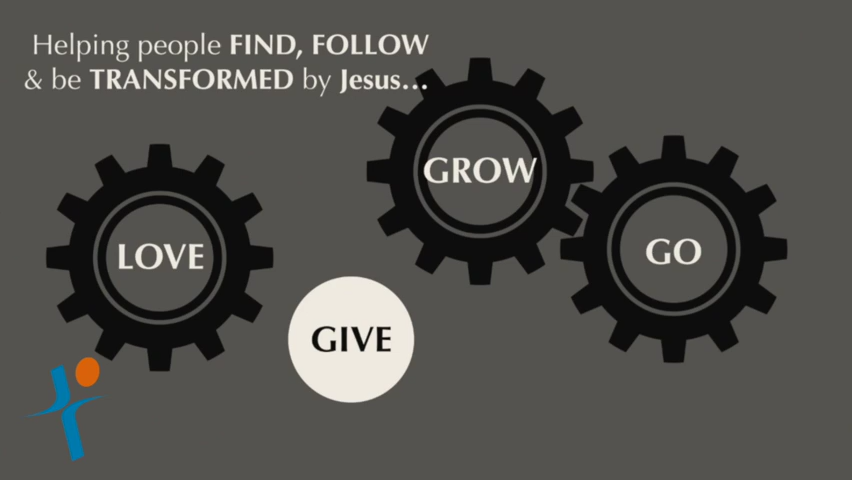 Helping people FIND, FOLLOW
& be TRANSFORMED by Jesus...
GROW
GO
LOVE
GIVE